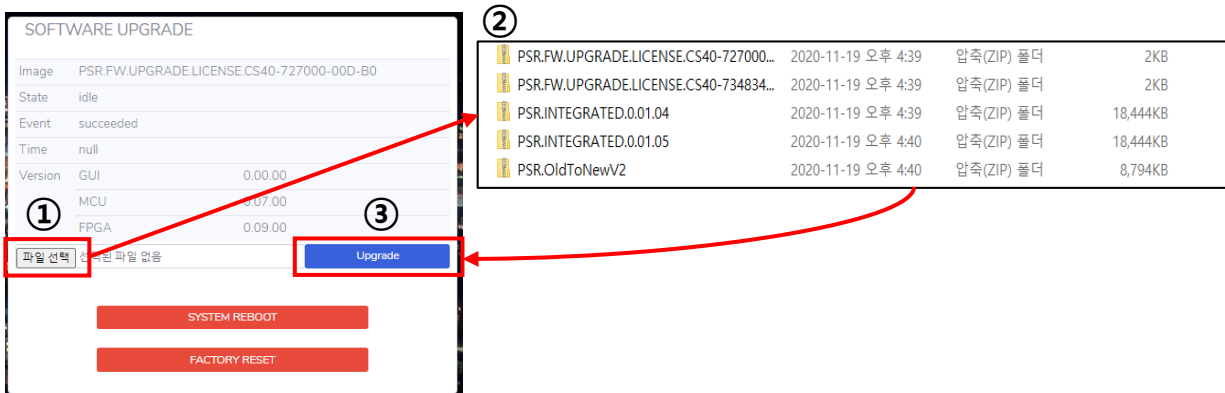 SOFTWARE UPGRADE
Image PSR.FW.UPGRADE.LICENSE.CS40-727000-00D-B0
State idle
Event succeeded
Time null
Version GUI 0.00.00
MCU 0.07.00
FPGA 0.09.00
① ③
파일 선택 선택된 파일 없음 Upgrade
SYSTEM REBOOT
FACTORY RESET
②
PSR.FW.UPGRADE.LICENSE.CS40-727000... 2020-11-19 오후 4:39 압축(ZIP) 폴더 2KB
PSR.FW.UPGRADE.LICENSE.CS40-734834... 2020-11-19 오후 4:39 압축(ZIP) 폴더 2KB
PSR.INTEGRATED.0.01.04 2020-11-19 오후 4:39 압축(ZIP) 폴더 18,444KB
PSR.INTEGRATED.0.01.05 2020-11-19 오후 4:40 압축(ZIP) 폴더 18,444KB
PSR.OldToNewV2 2020-11-19 오후 4:40 압축(ZIP) 폴더 8,794KB